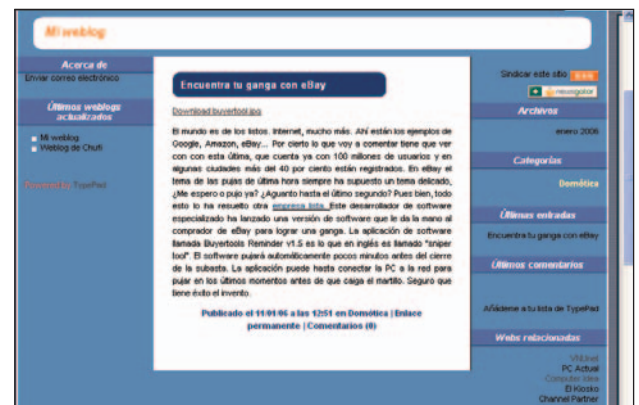 Mi weblog
Acerca de
Enviar correo electrónico
Últimos weblogs
actualizados
Mi weblog
Weblog de Chufi
Powered by TypePad
Encuentra tu ganga con eBay
Download buyertool.jpg
El mundo es de los listos. Internet, mucho más. Ahí están los ejemplos de
Google, Amazon, eBay... Por cierto lo que voy a comentar tiene que ver
con con esta última, que cuenta ya con 100 millones de usuarios y en
algunas ciudades más del 40 por ciento están registrados. En eBay el
tema de las pujas de última hora siempre ha supuesto un tema delicado,
¿Me espero o pujo ya? ¿Aguanto hasta el último segundo? Pues bien, todo
esto lo ha resuelto otra empresa lista. Este desarrollador de software
especializado ha lanzado una versión de software que le da la mano al
comprador de eBay para lograr una ganga. La aplicación de software
llamada Buyertools Reminder v1.5 es lo que en inglés es llamado "sniper
tool". El software pujará automáticamente pocos minutos antes del cierre
de la subasta. La aplicación puede hasta conectar la PC a la red para
pujar en los últimos momentos antes de que caiga el martillo. Seguro que
tiene éxito el invento.
Publicado el 11/01/06 a las 12:51 en Domótica | Enlace
permanente | Comentarios (0)
Sindicar este sitio
newsgator
Archivos
enero 2006
Categorías
Domótica
Últimas entradas
Encuentra tu ganga con eBay
Últimos comentarios
Añádeme a tu lista de TypePad
Webs relacionadas
VNUnet
PC Actual
Computer Idea
El Kiosko
Channel Partner